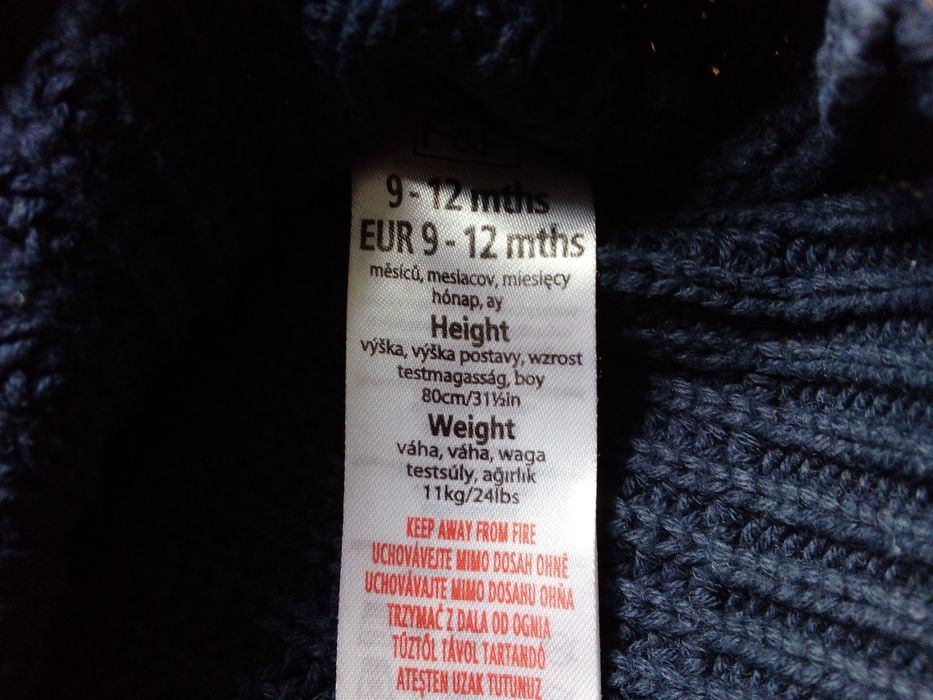 F&F
9 - 12 mths
EUR 9 - 12 mths
měsíců, mesiacov, miesięcy
hónap, ay
Height
výška, výška postavy, wzrost
testmagasság, boy
80cm/31½in
Weight
váha, váha, waga
testsúly, ağırlık
11kg/24lbs
KEEP AWAY FROM FIRE
UCHOVÁVEJTE MIMO DOSAH OHNĚ
UCHOVÁVAJTE MIMO DOSAHU OHŇA
TRZYMAĆ Z DALA OD OGNIA
TŰZTŐL TÁVOL TARTANDÓ
ATEŞTEN UZAK TUTUNUZ